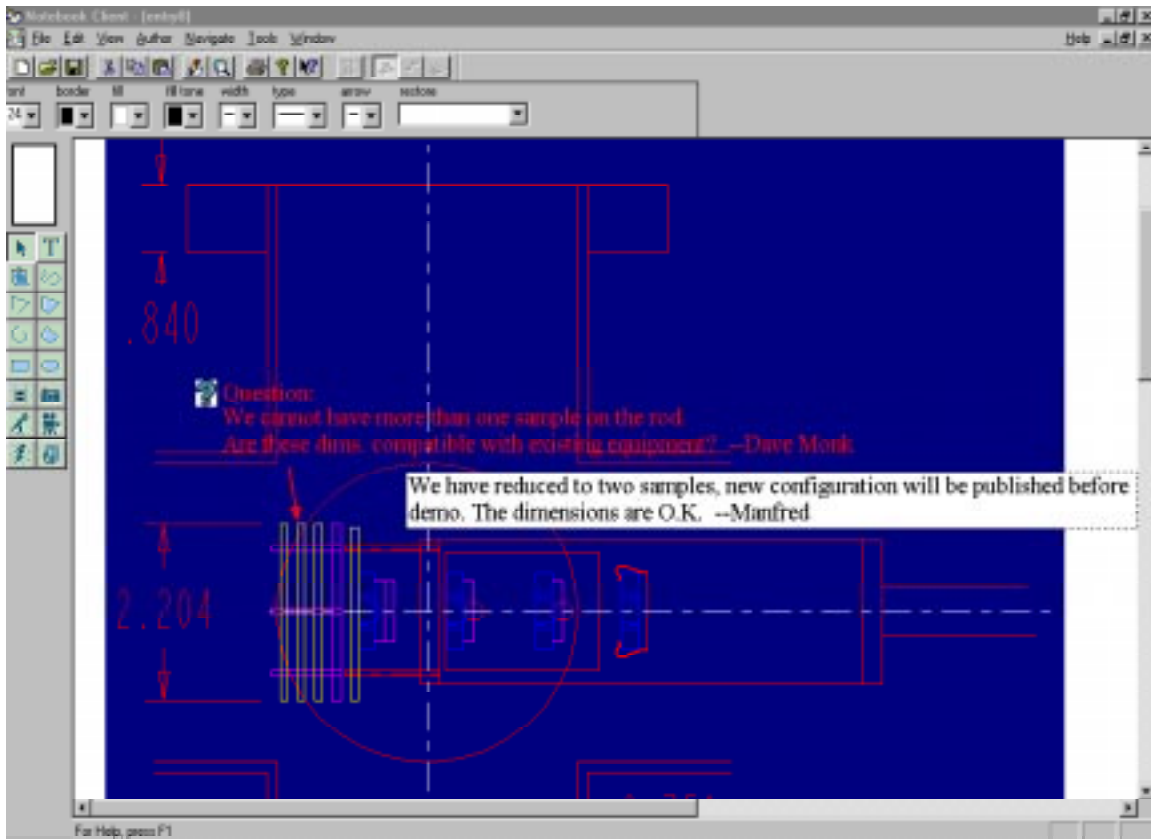 Notebook Client - [entry8]
File Edit View Author Navigate Tools Window Help
border fill fill tone width type arrow restore
24
.840
Question:
We cannot have more than one sample on the rod
Are these dims. compatible with existing equipment? --Dave Monk
We have reduced to two samples, new configuration will be published before
demo. The dimensions are O.K. --Manfred
2.204
For Help, press F1